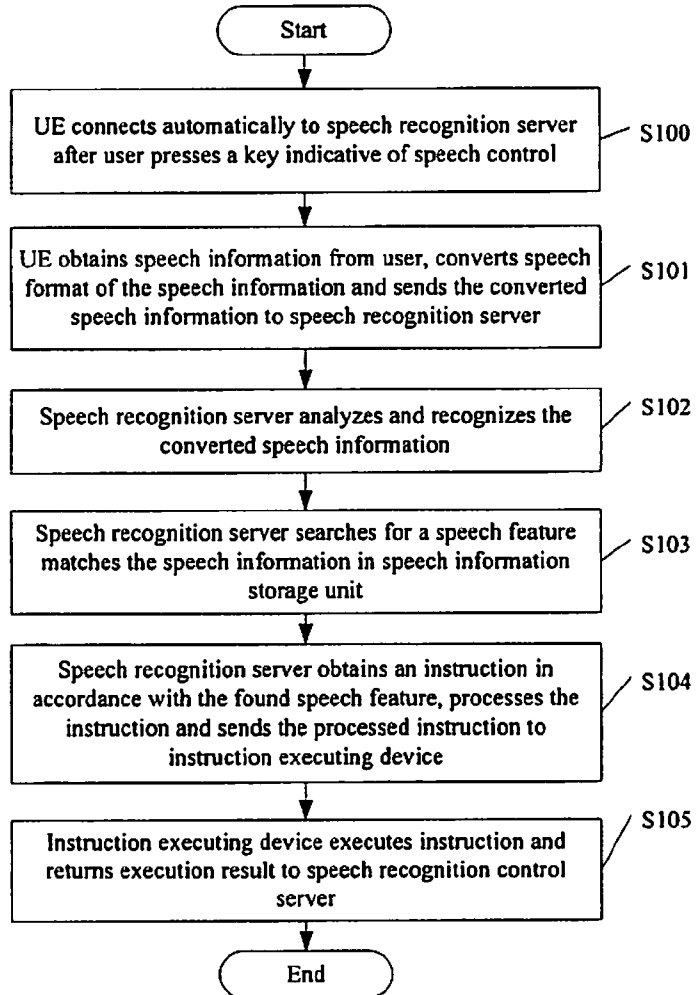 Start
UE connects automatically to speech recognition server
after user presses a key indicative of speech control
S100
UE obtains speech information from user, converts speech
format of the speech information and sends the converted
speech information to speech recognition server
S101
Speech recognition server analyzes and recognizes the
converted speech information
S102
Speech recognition server searches for a speech feature
matches the speech information in speech information
storage unit
S103
Speech recognition server obtains an instruction in
accordance with the found speech feature, processes the
instruction and sends the processed instruction to
instruction executing device
S104
Instruction executing device executes instruction and
returns execution result to speech recognition control
server
S105
End